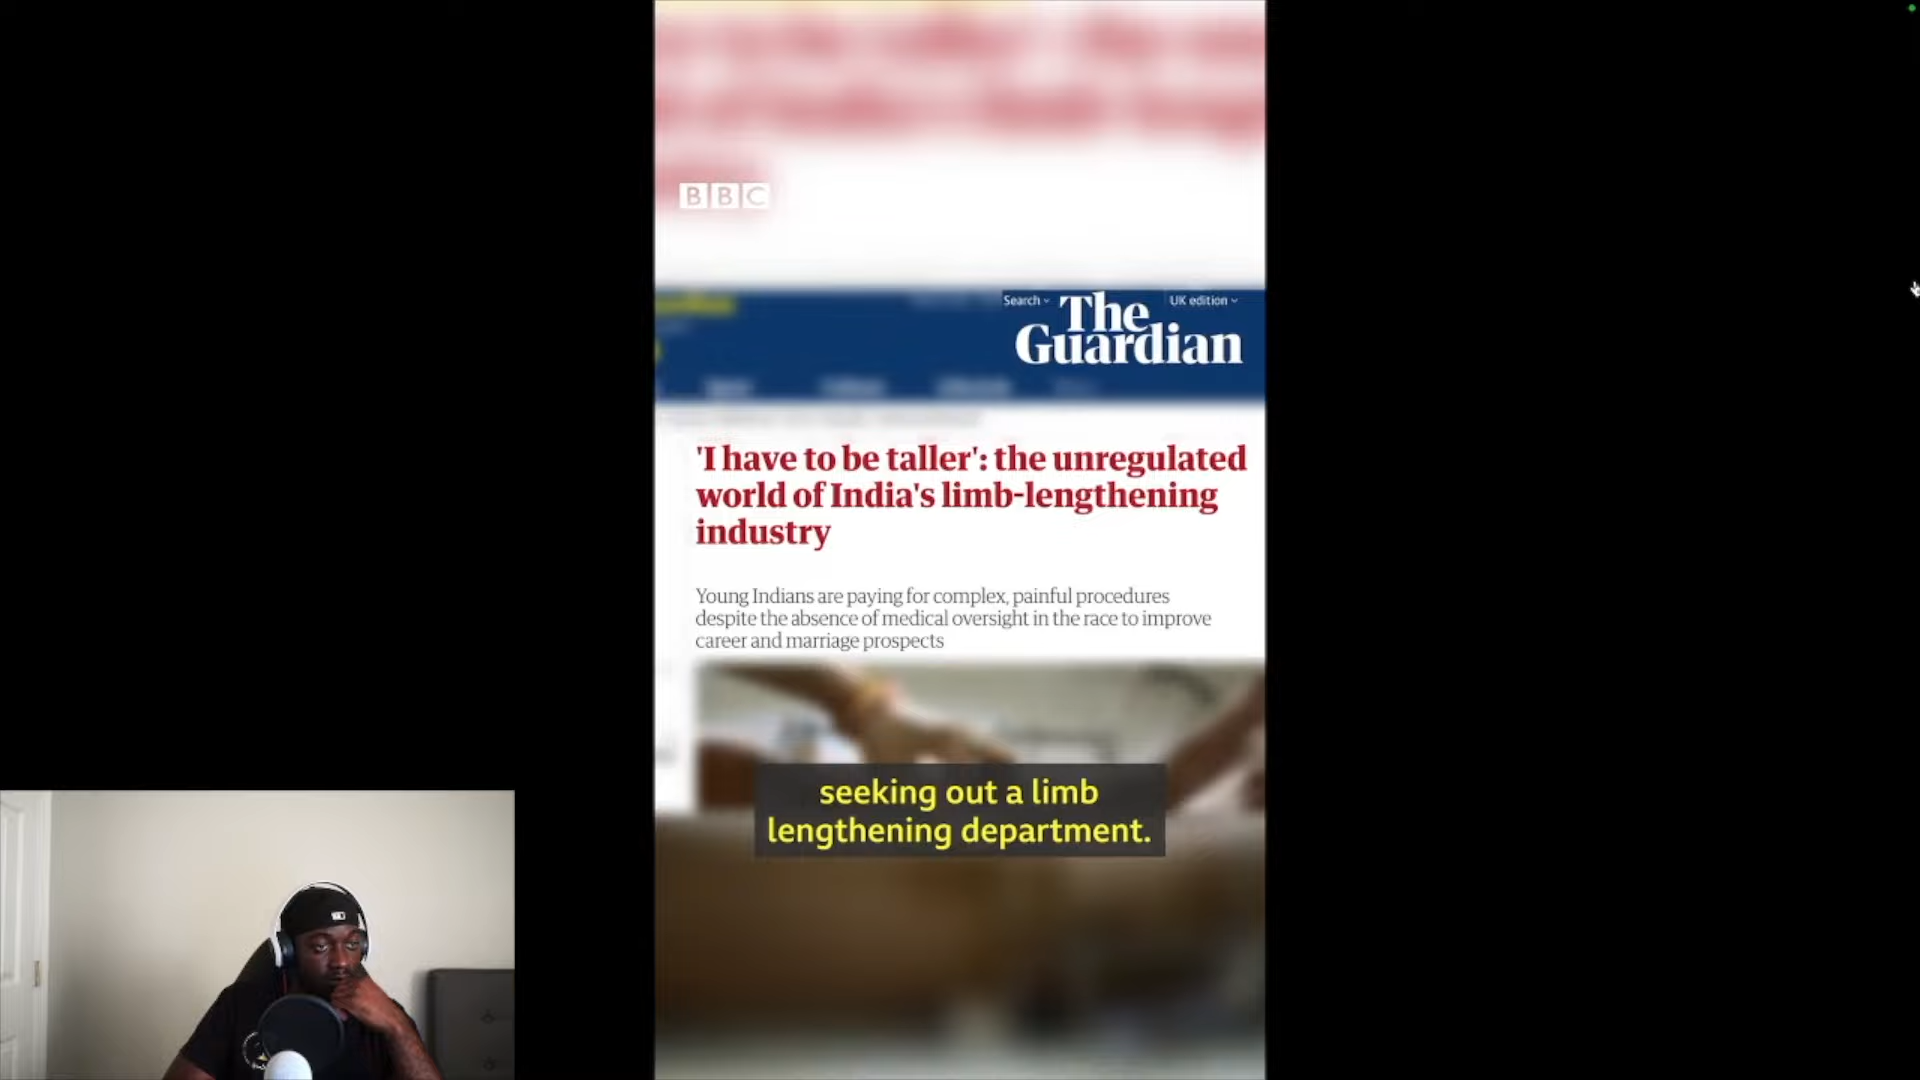 BBC
Search
UK edition
The
Guardian
'I have to be taller': the unregulated
world of India's limb-lengthening
industry
Young Indians are paying for complex, painful procedures
despite the absence of medical oversight in the race to improve
career and marriage prospects
seeking out a limb
lengthening department.